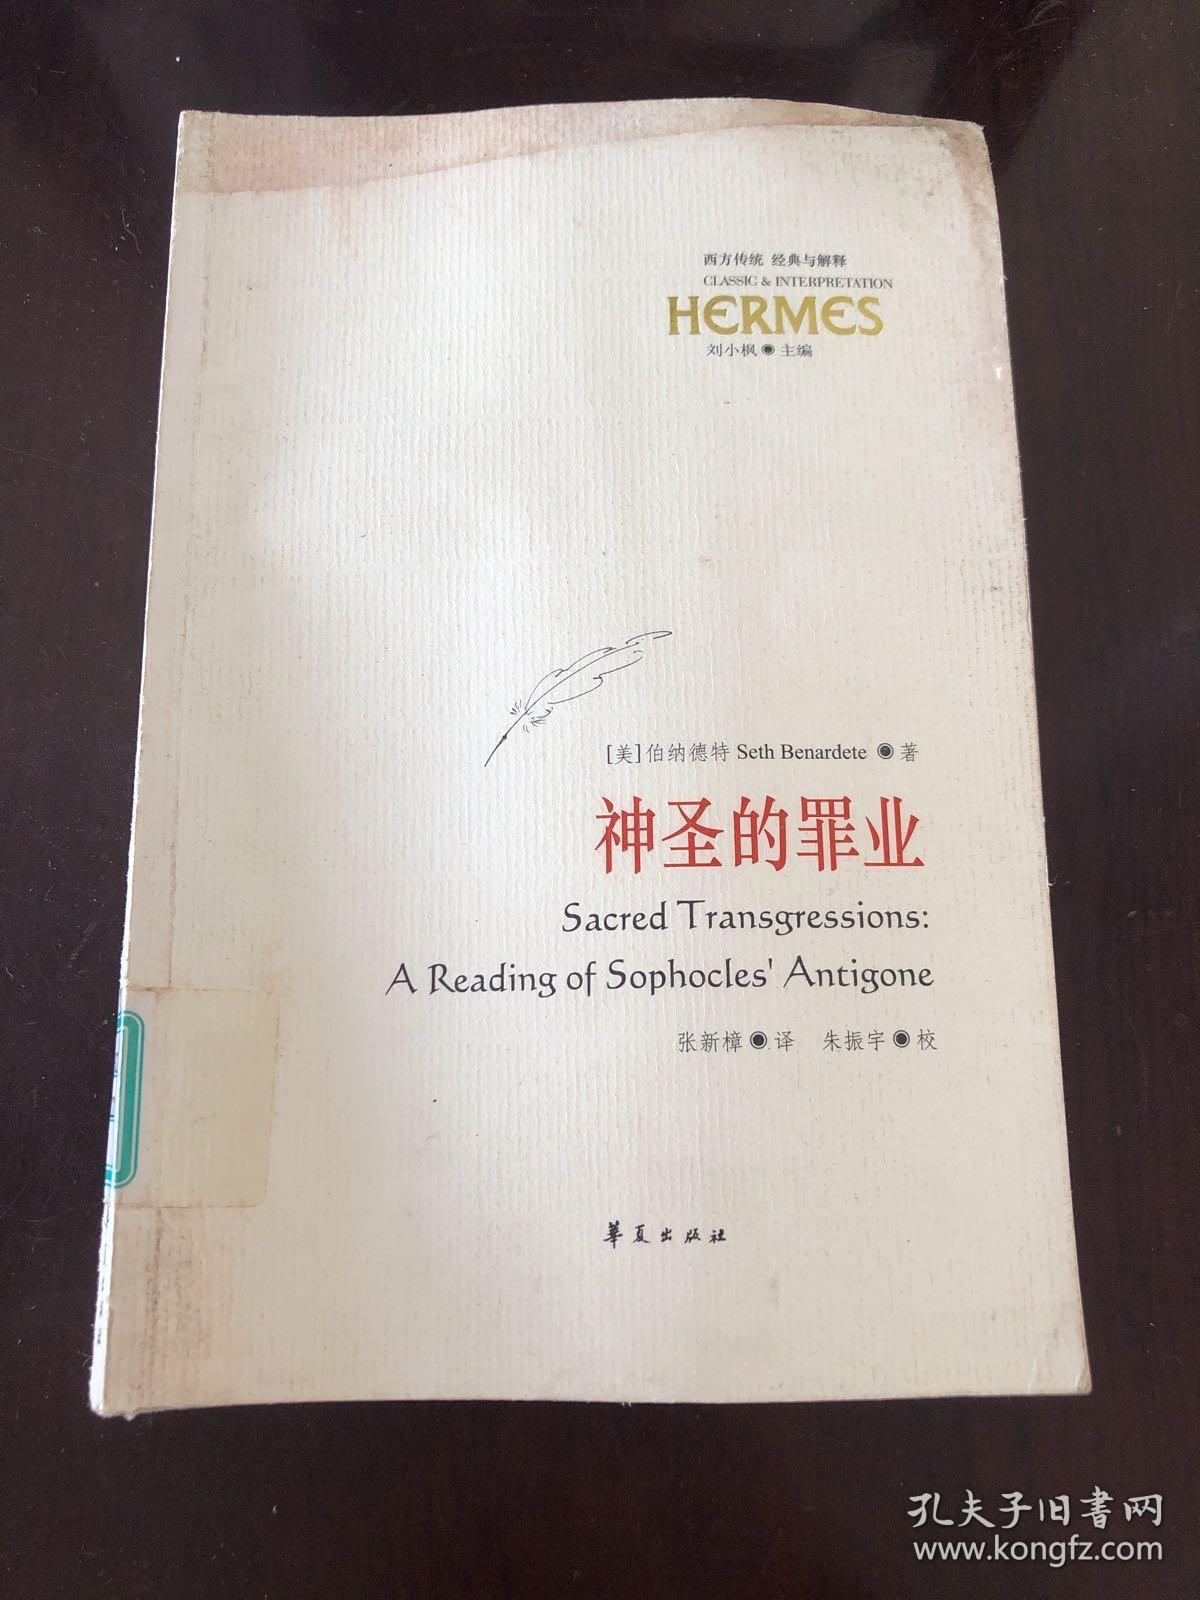 西方传统 经典与解释
CLASSIC & INTERPRETATION
HERMES
刘小枫◉主编
[美]伯纳德特 Seth Benardete ◉ 著
神圣的罪业
Sacred Transgressions:
A Reading of Sophocles' Antigone
张新樟◉译 朱振宇◉校
華夏出版社
孔夫子旧書网
www.kongfz.com